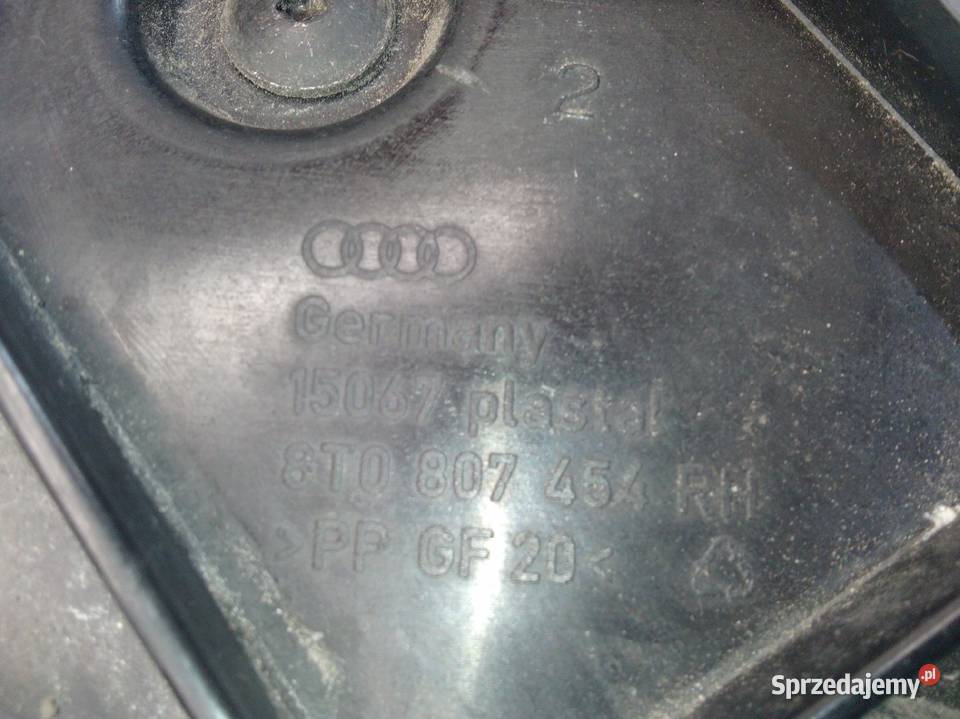 2
Germany
15067 plastal
8T0 807 454 RH
>PP GF 20<
Sprzedajemy.pl